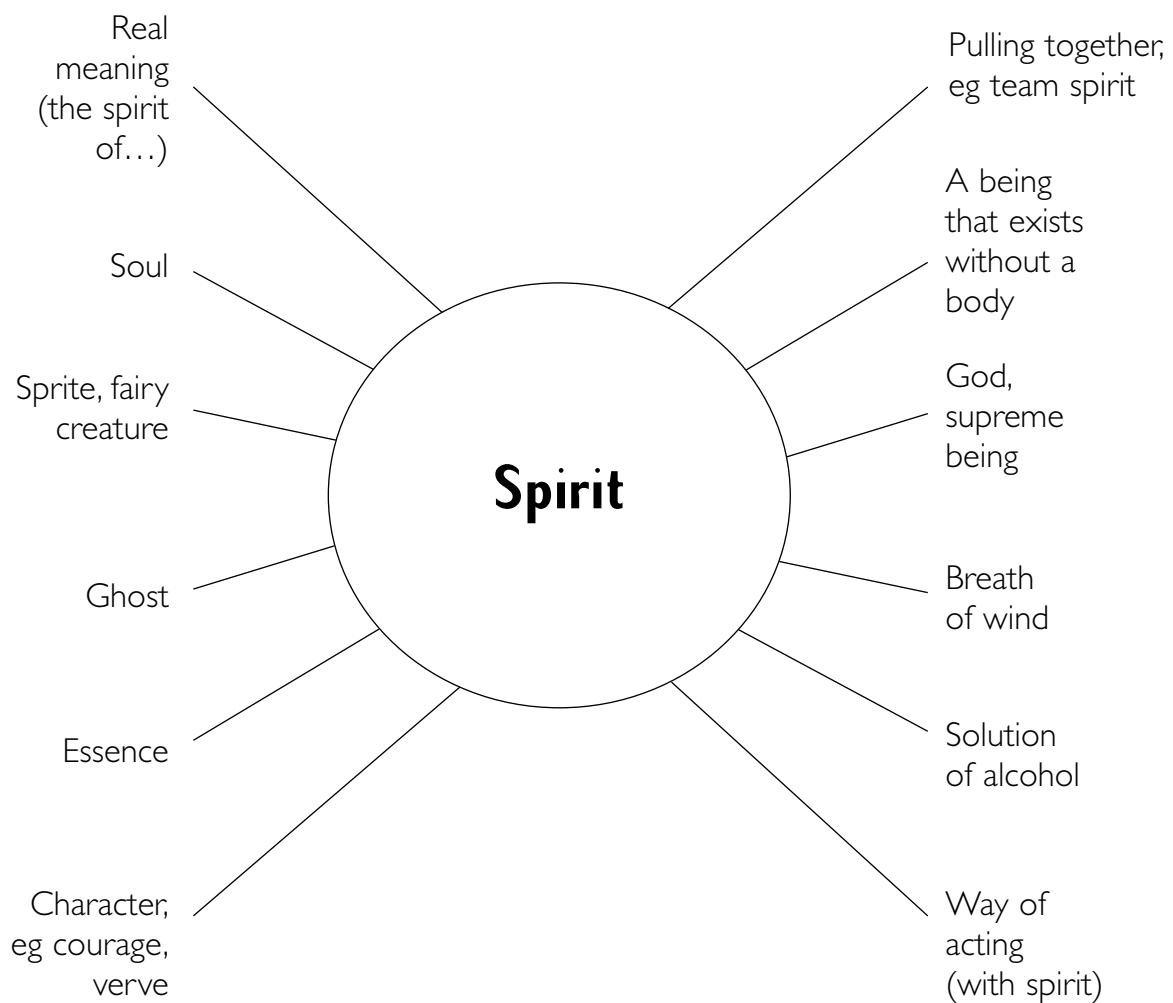 Real
meaning
(the spirit
of…)
Soul
Sprite, fairy
creature
Ghost
Essence
Character,
eg courage,
verve
Spirit
Pulling together,
eg team spirit
A being
that exists
without a
body
God,
supreme
being
Breath
of wind
Solution
of alcohol
Way of
acting
(with spirit)